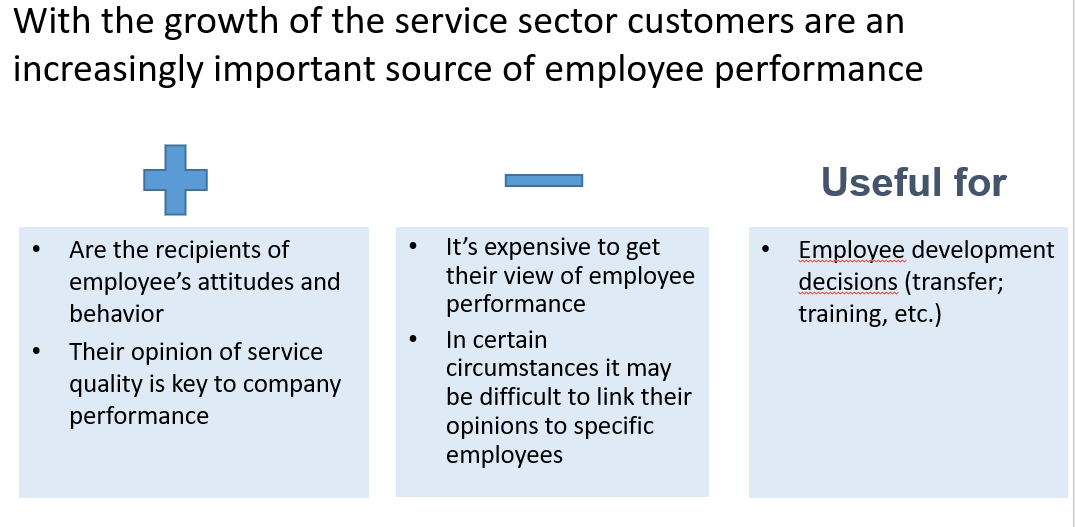 With the growth of the service sector customers are an
increasingly important source of employee performance
Useful for
• Are the recipients of
employee’s attitudes and
behavior
• Their opinion of service
quality is key to company
performance
• It’s expensive to get
their view of employee
performance
• In certain
circumstances it may
be difficult to link their
opinions to specific
employees
• Employee development
decisions (transfer;
training, etc.)